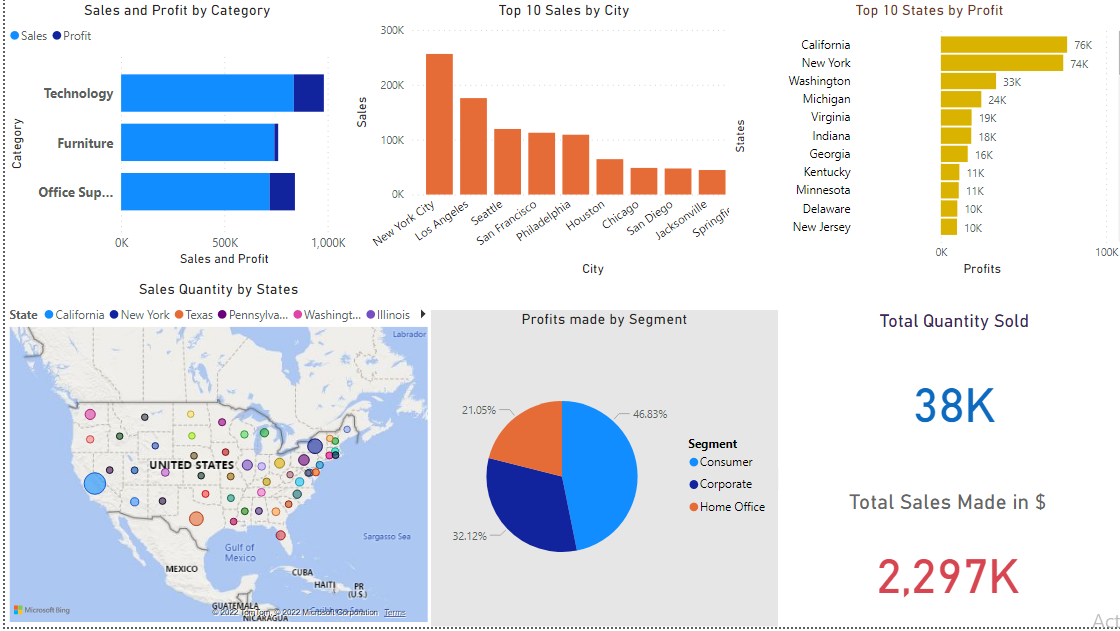 Sales and Profit by Category
Sales Profit
Category
Technology
Furniture
Office Sup...
0K 500K 1,000K
Sales and Profit
Top 10 Sales by City
Sales
300K
200K
100K
0K
New York City
Los Angeles
Seattle
San Francisco
Philadelphia
Houston
Chicago
San Diego
Jacksonville
Springfi
City
Top 10 States by Profit
States
California 76K
New York 74K
Washington 33K
Michigan 24K
Virginia 19K
Indiana 18K
Georgia 16K
Kentucky 11K
Minnesota 11K
Delaware 10K
New Jersey 10K
0K 100K
Profits
Sales Quantity by States
State California New York Texas Pennsylva... Washingt... Illinois
Labrador
UNITED STATES
Sargasso Sea
Gulf of
Mexico
MEXICO
CUBA
HAITI
PR
(U.S.)
GUATEMALA
NICARAGUA
Microsoft Bing
© 2022 TomTom, © 2022 Microsoft Corporation Terms
Profits made by Segment
21.05%
46.83%
32.12%
Segment
Consumer
Corporate
Home Office
Total Quantity Sold
38K
Total Sales Made in $
2,297K
Act